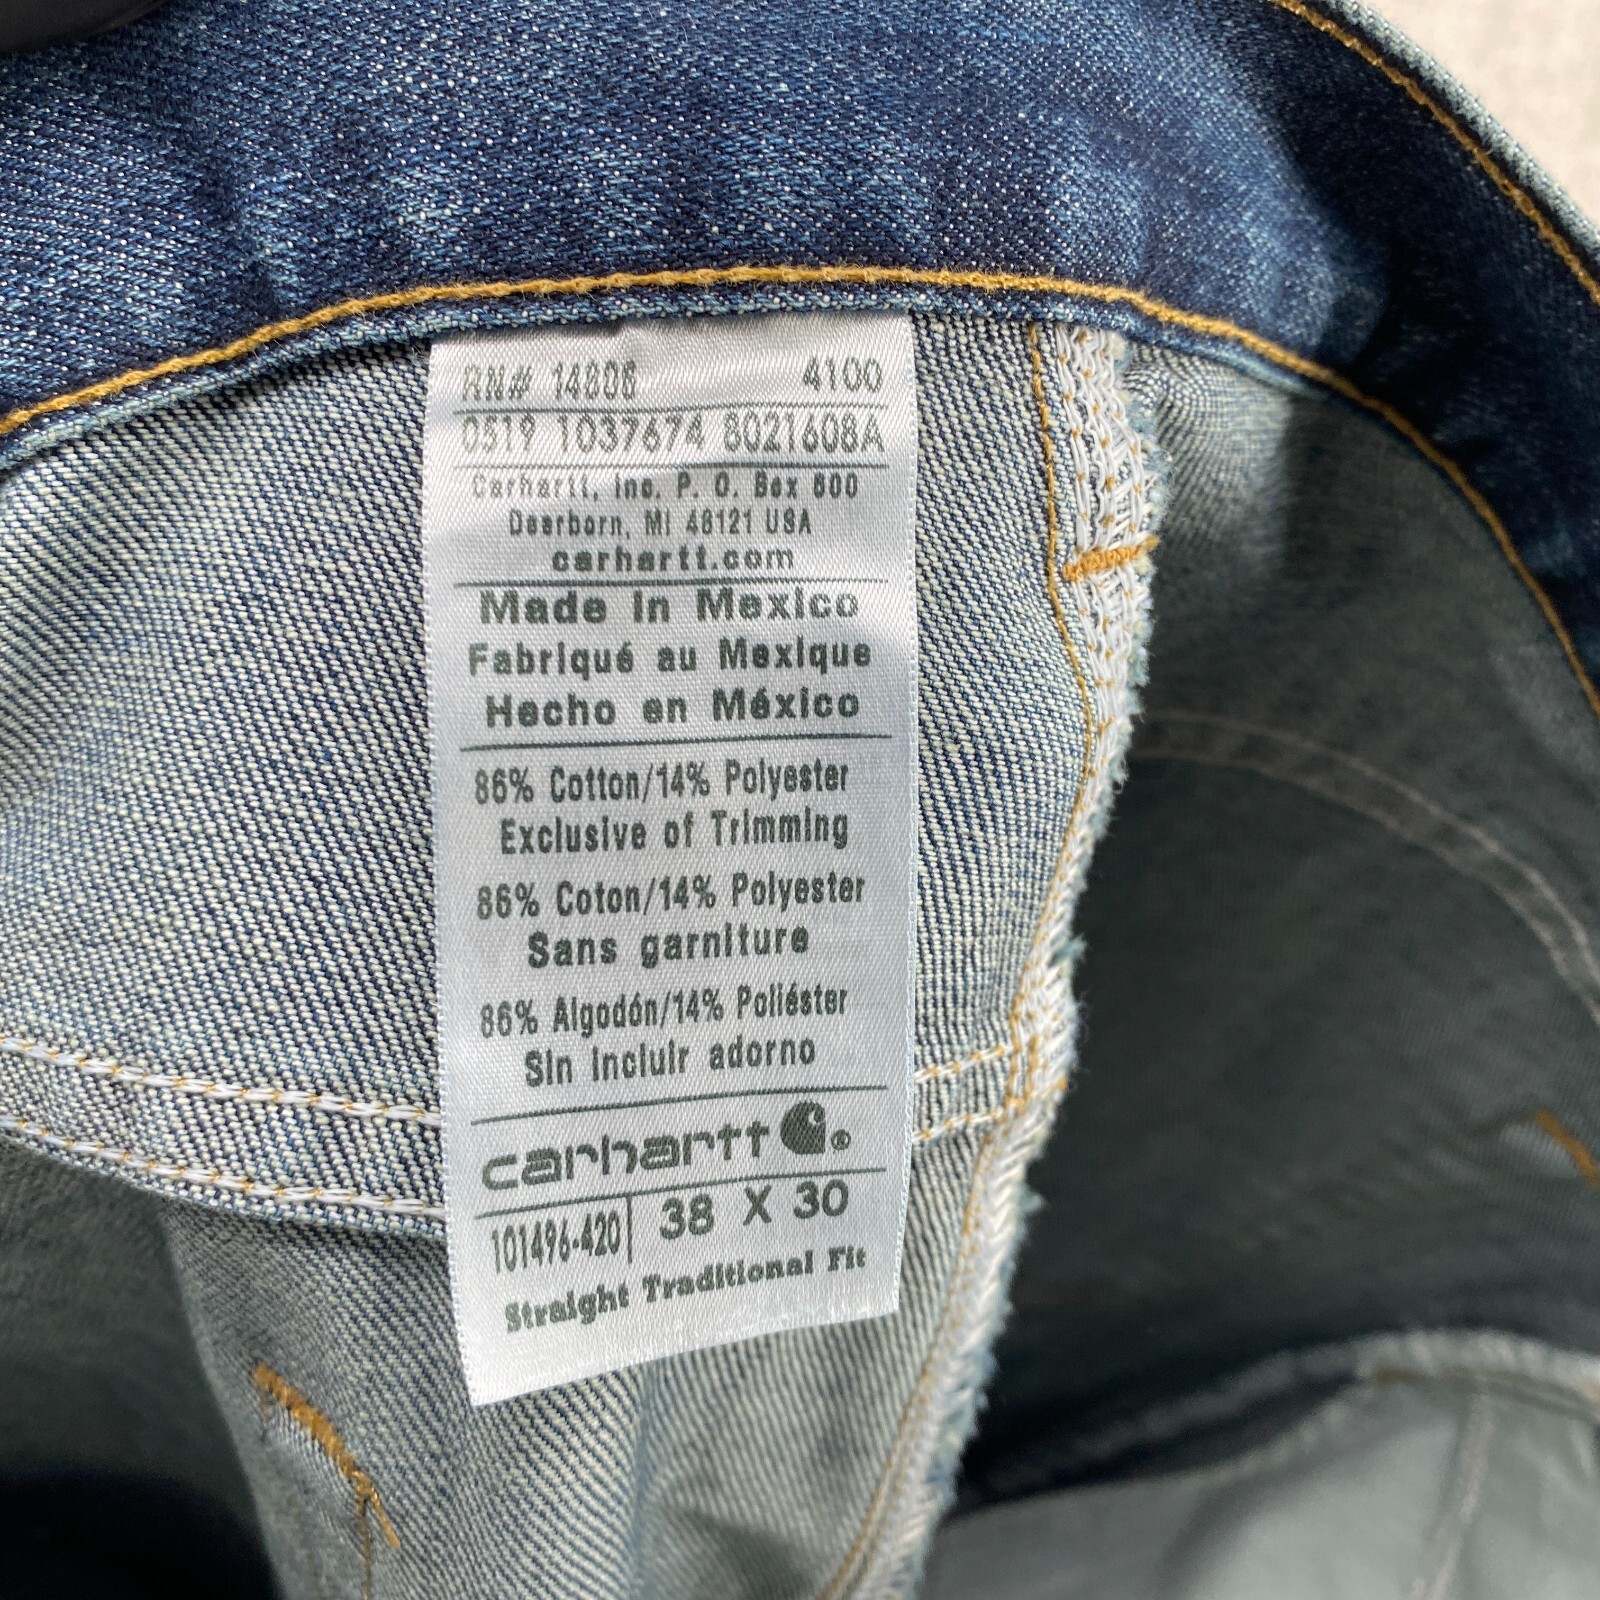 RN# 14806 4100
0519 1037674 8021608A
Carhartt, Inc. P. O. Box 600
Dearborn, MI 48121 USA
carhartt.com
Made in Mexico
Fabriqué au Mexique
Hecho en México
86% Cotton/14% Polyester
Exclusive of Trimming
86% Coton/14% Polyester
Sans garniture
86% Algodón/14% Poliéster
Sin incluir adorno
carhartt ®
101496-420 38 X 30
Straight Traditional Fit